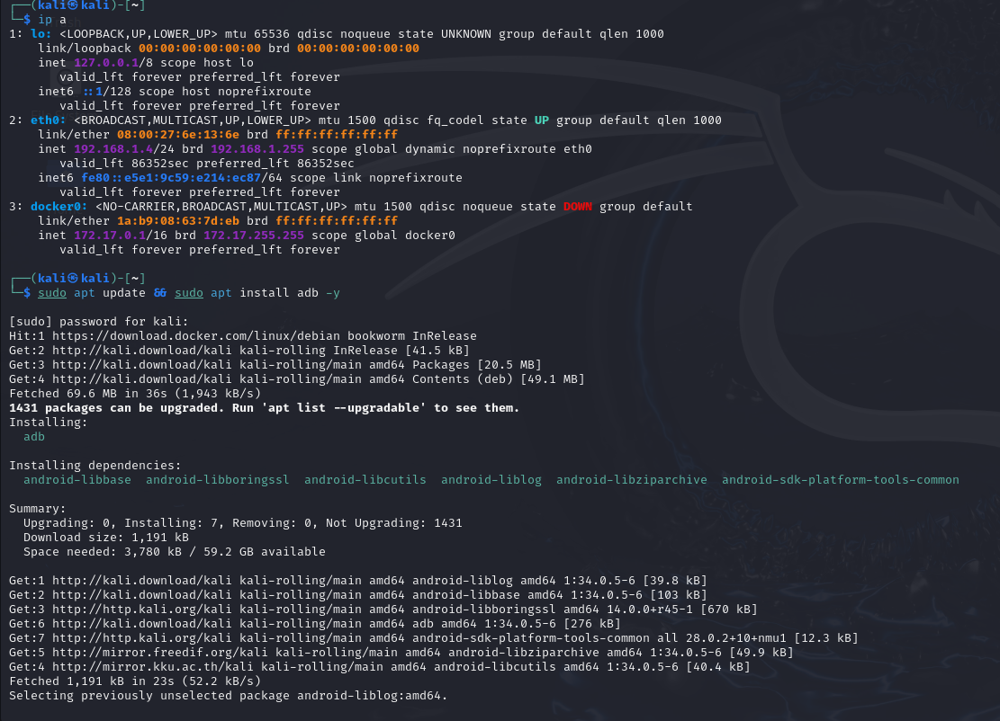 ┌──(kali㉿kali)-[~]
└─$ ip a
1: lo: <LOOPBACK,UP,LOWER_UP> mtu 65536 qdisc noqueue state UNKNOWN group default qlen 1000
    link/loopback 00:00:00:00:00:00 brd 00:00:00:00:00:00
    inet 127.0.0.1/8 scope host lo
       valid_lft forever preferred_lft forever
    inet6 ::1/128 scope host noprefixroute
       valid_lft forever preferred_lft forever
2: eth0: <BROADCAST,MULTICAST,UP,LOWER_UP> mtu 1500 qdisc fq_codel state UP group default qlen 1000
    link/ether 08:00:27:6e:13:6e brd ff:ff:ff:ff:ff:ff
    inet 192.168.1.4/24 brd 192.168.1.255 scope global dynamic noprefixroute eth0
       valid_lft 86352sec preferred_lft 86352sec
    inet6 fe80::e5e1:9c59:e214:ec87/64 scope link noprefixroute
       valid_lft forever preferred_lft forever
3: docker0: <NO-CARRIER,BROADCAST,MULTICAST,UP> mtu 1500 qdisc noqueue state DOWN group default
    link/ether 1a:b9:08:63:7d:eb brd ff:ff:ff:ff:ff:ff
    inet 172.17.0.1/16 brd 172.17.255.255 scope global docker0
       valid_lft forever preferred_lft forever

┌──(kali㉿kali)-[~]
└─$ sudo apt update && sudo apt install adb -y

[sudo] password for kali:
Hit:1 https://download.docker.com/linux/debian bookworm InRelease
Get:2 http://kali.download/kali kali-rolling InRelease [41.5 kB]
Get:3 http://kali.download/kali kali-rolling/main amd64 Packages [20.5 MB]
Get:4 http://kali.download/kali kali-rolling/main amd64 Contents (deb) [49.1 MB]
Fetched 69.6 MB in 36s (1,943 kB/s)
1431 packages can be upgraded. Run 'apt list --upgradable' to see them.
Installing:
  adb

Installing dependencies:
  android-libbase  android-libboringssl  android-libcutils  android-liblog  android-libziparchive  android-sdk-platform-tools-common

Summary:
  Upgrading: 0, Installing: 7, Removing: 0, Not Upgrading: 1431
  Download size: 1,191 kB
  Space needed: 3,780 kB / 59.2 GB available

Get:1 http://kali.download/kali kali-rolling/main amd64 android-liblog amd64 1:34.0.5-6 [39.8 kB]
Get:2 http://kali.download/kali kali-rolling/main amd64 android-libbase amd64 1:34.0.5-6 [103 kB]
Get:3 http://http.kali.org/kali kali-rolling/main amd64 android-libboringssl amd64 14.0.0+r45-1 [670 kB]
Get:6 http://kali.download/kali kali-rolling/main amd64 adb amd64 1:34.0.5-6 [276 kB]
Get:7 http://http.kali.org/kali kali-rolling/main amd64 android-sdk-platform-tools-common all 28.0.2+10+nmu1 [12.3 kB]
Get:5 http://mirror.freedif.org/kali kali-rolling/main amd64 android-libziparchive amd64 1:34.0.5-6 [49.9 kB]
Get:4 http://mirror.kku.ac.th/kali kali-rolling/main amd64 android-libcutils amd64 1:34.0.5-6 [40.4 kB]
Fetched 1,191 kB in 23s (52.2 kB/s)
Selecting previously unselected package android-liblog:amd64.